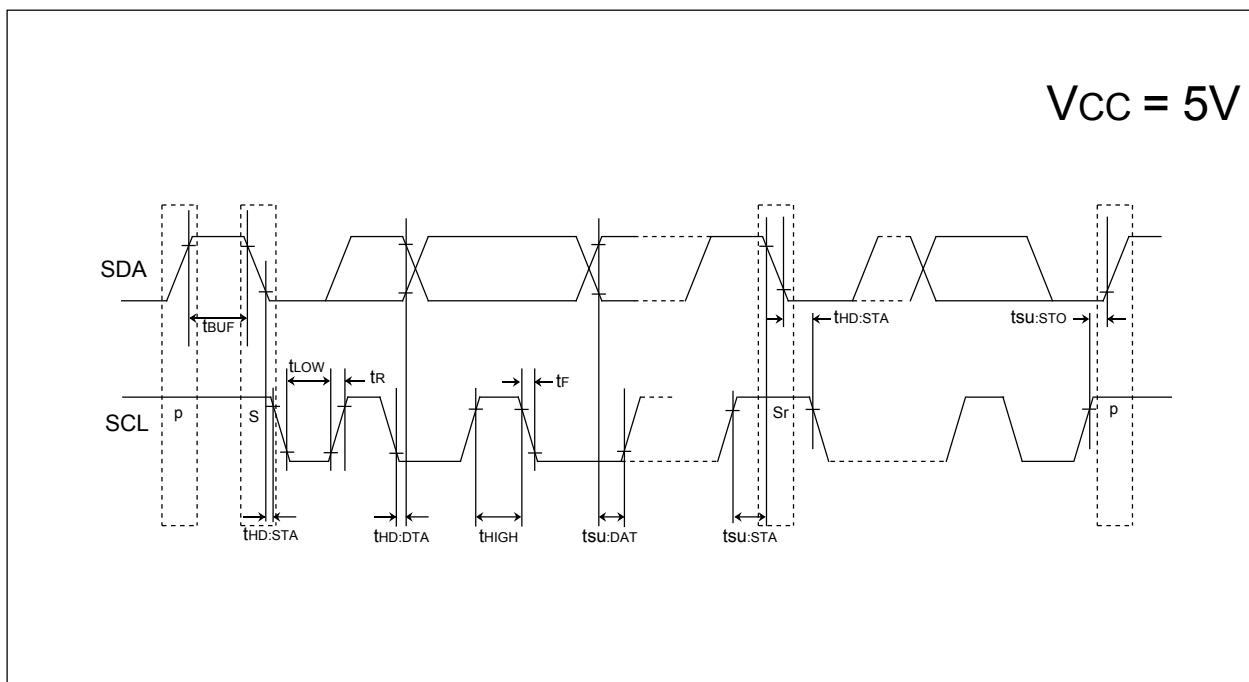 VCC = 5V
SDA
tBUF
tHD:STA
tsu:STO
tLOW
tR
tF
SCL
p
S
Sr
p
tHD:STA
tHD:DTA
tHIGH
tsu:DAT
tsu:STA